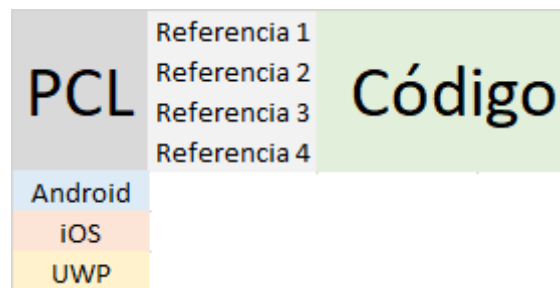 PCL
Referencia 1
Referencia 2
Referencia 3
Referencia 4
Código
Android
iOS
UWP